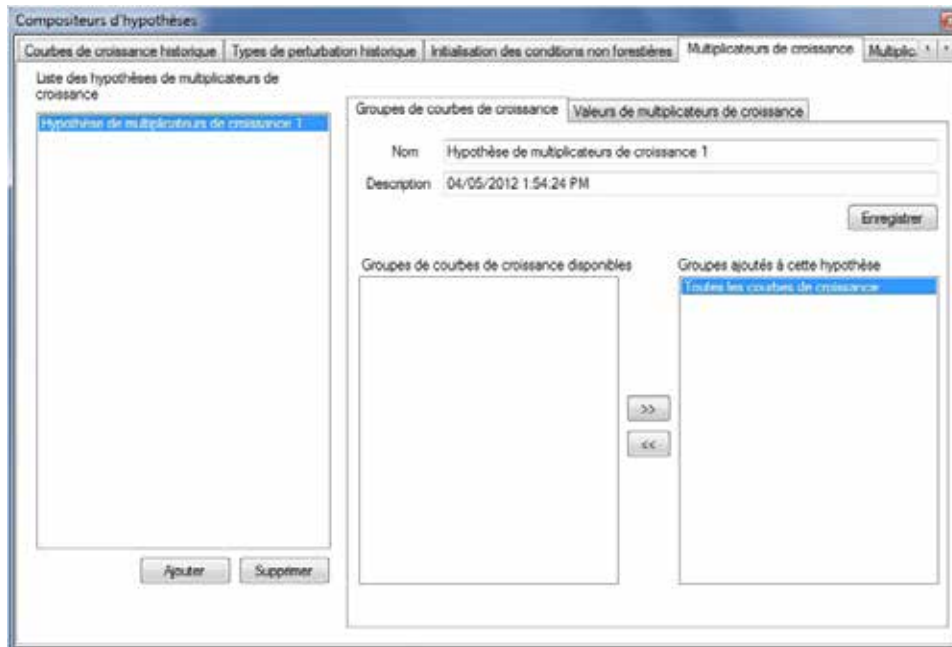 Compositeurs d'hypothèses
Courbes de croissance historique
Types de perturbation historique
Initialisation des conditions non forestières
Multiplicateurs de croissance
Multiplic.
Liste des hypothèses de multiplicateurs de
croissance
Hypothèse de multiplicateurs de croissance 1
Ajouter
Supprimer
Groupes de courbes de croissance
Valeurs de multiplicateurs de croissance
Nom
Hypothèse de multiplicateurs de croissance 1
Description
04/05/2012 1:54:24 PM
Enregistrer
Groupes de courbes de croissance disponibles
>>
<<
Groupes ajoutés à cette hypothèse
Toutes les courbes de croissance